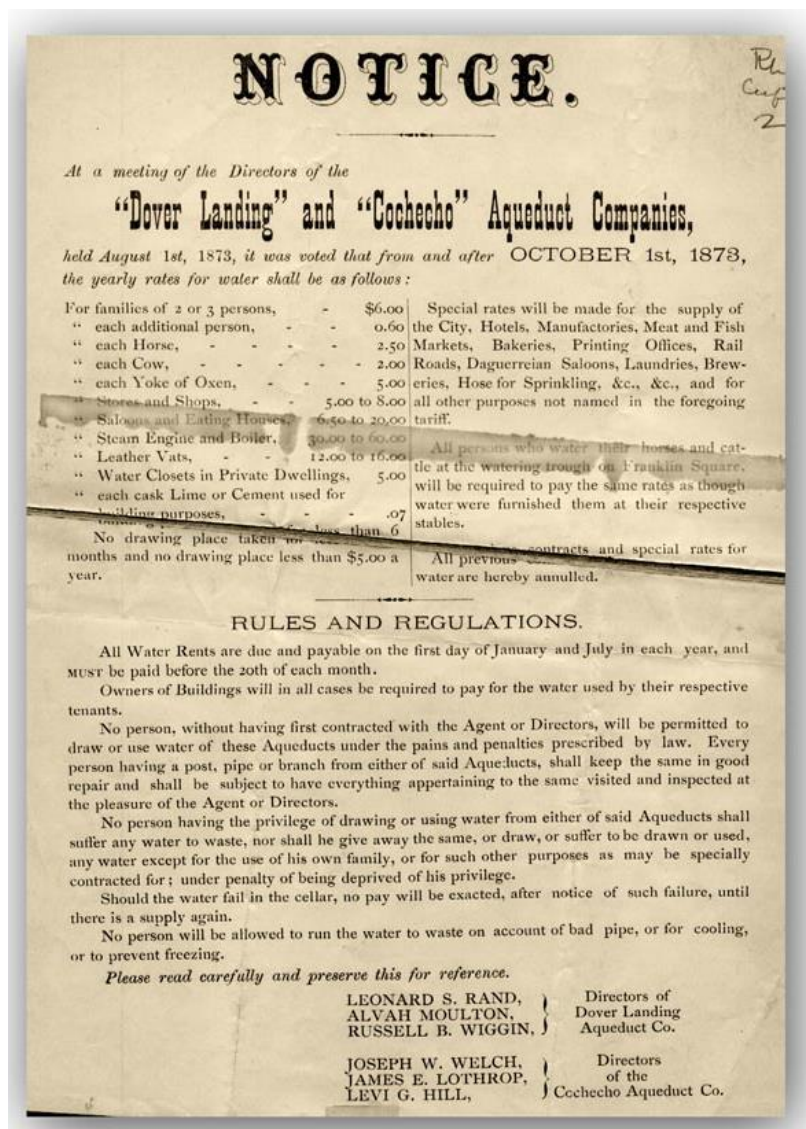 NOTICE.
At a meeting of the Directors of the
"Dover Landing" and "Cochecho" Aqueduct Companies,
held August 1st, 1873, it was voted that from and after OCTOBER 1st, 1873,
the yearly rates for water shall be as follows:
For families of 2 or 3 persons, - $6.00
" each additional person, - - 0.60
" each Horse, - - - - 2.50
" each Cow, - - - - - 2.00
" each Yoke of Oxen, - - 5.00
" Stores and Shops, - - 5.00 to 8.00
" Saloons and Eating Houses, 6.50 to 20.00
" Steam Engine and Boiler, 30.00 to 60.00
" Leather Vats, - - 12.00 to 16.00
" Water Closets in Private Dwellings, 5.00
" each cask Lime or Cement used for
building purposes, - - - .07
No drawing place taken for less than 6
months and no drawing place less than $5.00 a
year.
Special rates will be made for the supply of
the City, Hotels, Manufactories, Meat and Fish
Markets, Bakeries, Printing Offices, Rail
Roads, Daguerreian Saloons, Laundries, Brew-
eries, Hose for Sprinkling, &c., &c., and for
all other purposes not named in the foregoing
tariff.
All persons who water their horses and cat-
tle at the watering trough on Franklin Square,
will be required to pay the same rates as though
water were furnished them at their respective
stables.
All previous contracts and special rates for
water are hereby annulled.
RULES AND REGULATIONS.
All Water Rents are due and payable on the first day of January and July in each year, and
MUST be paid before the 20th of each month.
Owners of Buildings will in all cases be required to pay for the water used by their respective
tenants.
No person, without having first contracted with the Agent or Directors, will be permitted to
draw or use water of these Aqueducts under the pains and penalties prescribed by law. Every
person having a post, pipe or branch from either of said Aqueducts, shall keep the same in good
repair and shall be subject to have everything appertaining to the same visited and inspected at
the pleasure of the Agent or Directors.
No person having the privilege of drawing or using water from either of said Aqueducts shall
suffer any water to waste, nor shall he give away the same, or draw, or suffer to be drawn or used,
any water except for the use of his own family, or for such other purposes as may be specially
contracted for; under penalty of being deprived of his privilege.
Should the water fail in the cellar, no pay will be exacted, after notice of such failure, until
there is a supply again.
No person will be allowed to run the water to waste on account of bad pipe, or for cooling,
or to prevent freezing.
Please read carefully and preserve this for reference.
LEONARD S. RAND,
ALVAH MOULTON,
RUSSELL B. WIGGIN,
Directors of
Dover Landing
Aqueduct Co.
JOSEPH W. WELCH,
JAMES E. LOTHROP,
LEVI G. HILL,
Directors
of the
Cochecho Aqueduct Co.